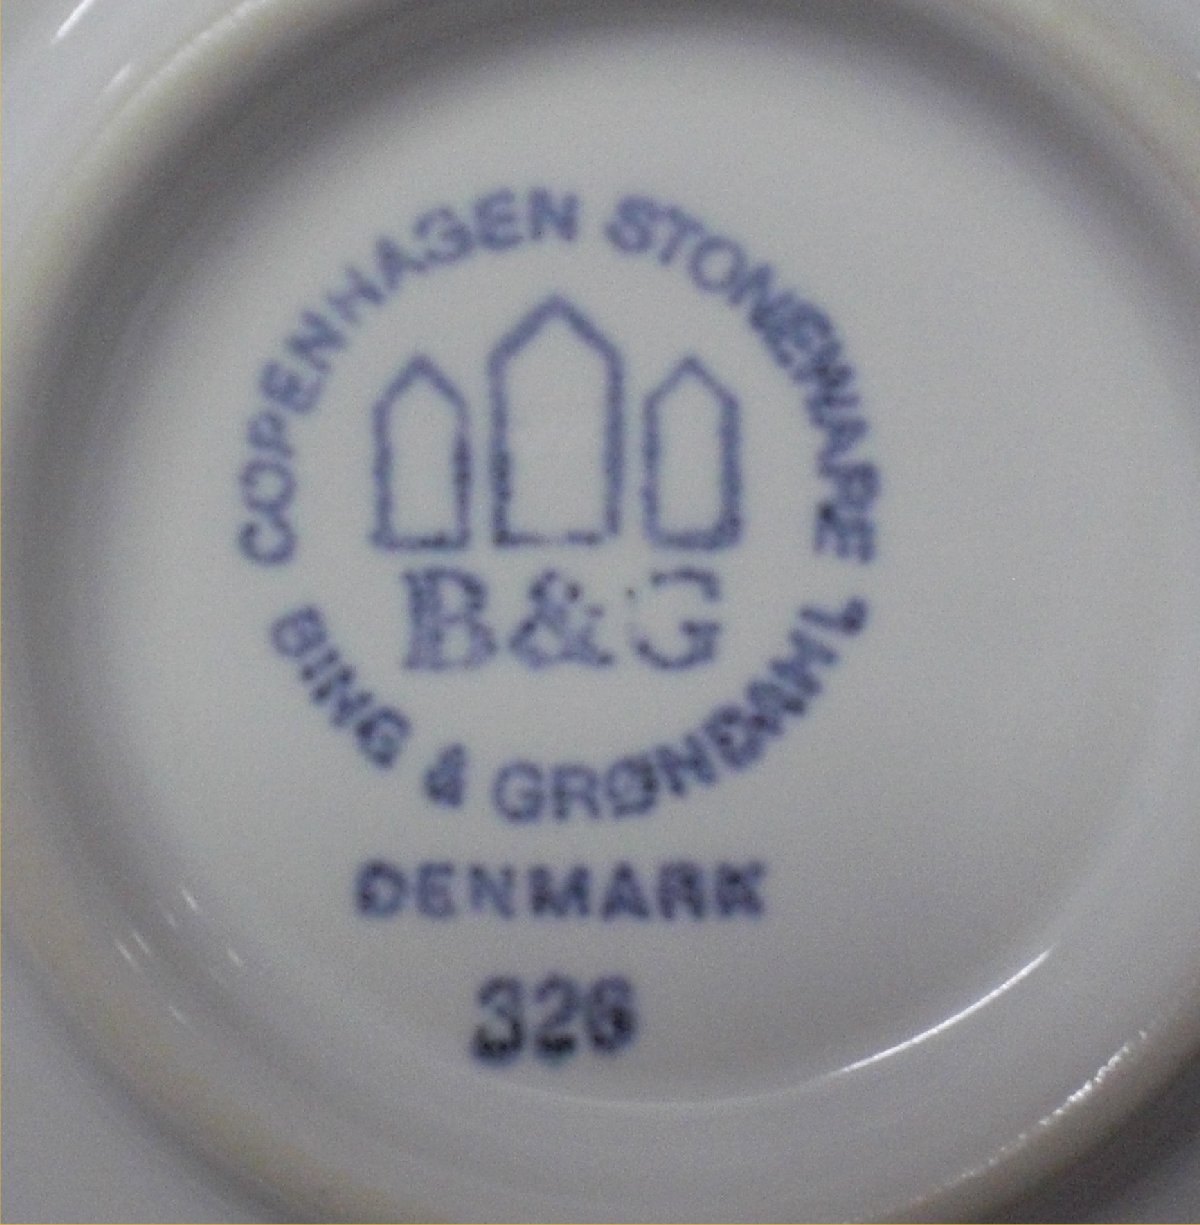 COPENHAGEN STONEWARE
B&G
BING & GRØNDAHL
DENMARK
326